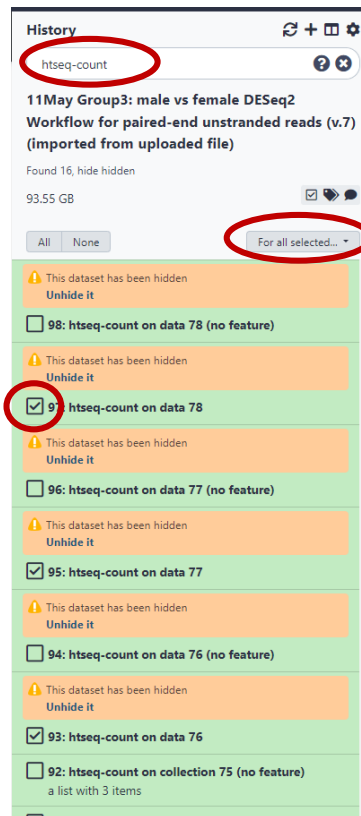 History
htseq-count
11May Group3: male vs female DESeq2
Workflow for paired-end unstranded reads (v.7)
(imported from uploaded file)
Found 16, hide hidden
93.55 GB
All None For all selected...
This dataset has been hidden
Unhide it
98: htseq-count on data 78 (no feature)
This dataset has been hidden
Unhide it
97: htseq-count on data 78
This dataset has been hidden
Unhide it
96: htseq-count on data 77 (no feature)
This dataset has been hidden
Unhide it
95: htseq-count on data 77
This dataset has been hidden
Unhide it
94: htseq-count on data 76 (no feature)
This dataset has been hidden
Unhide it
93: htseq-count on data 76
92: htseq-count on collection 75 (no feature)
a list with 3 items